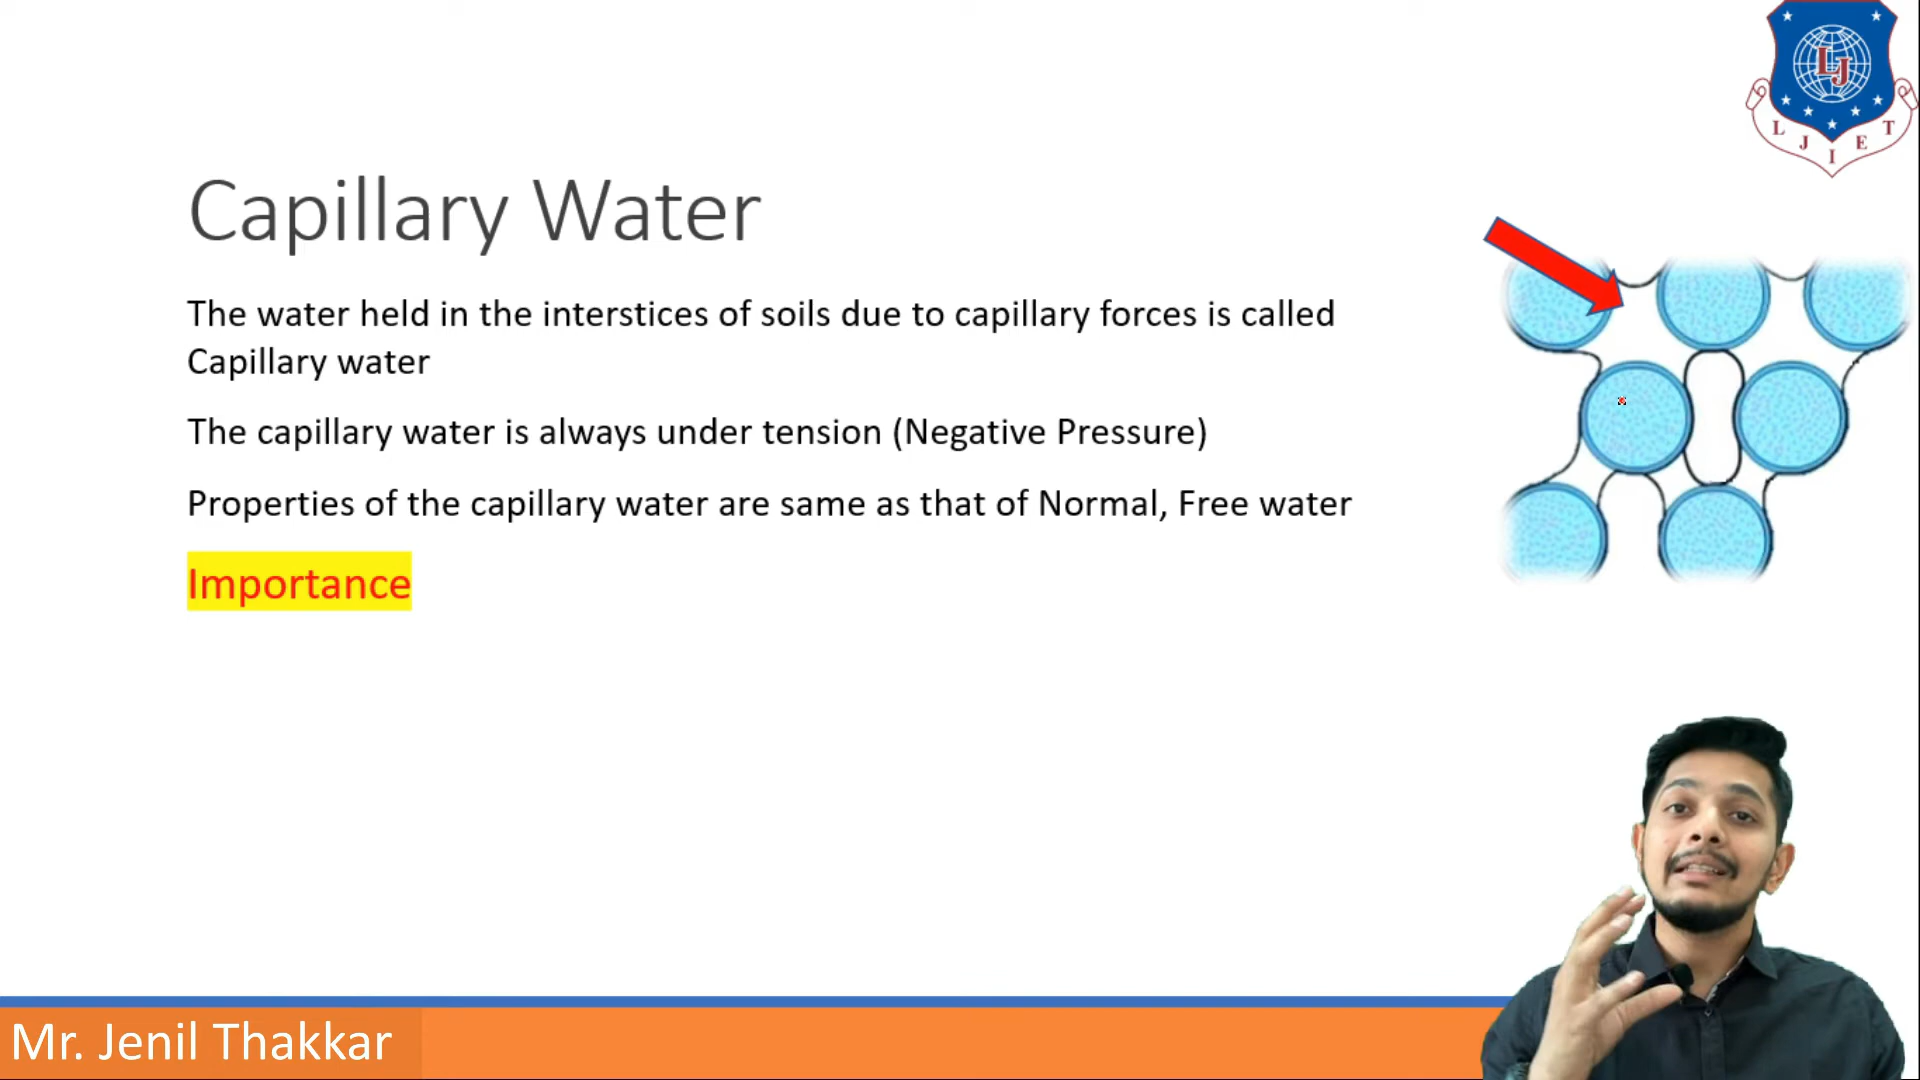 LJ
L J I E T
Capillary Water
The water held in the interstices of soils due to capillary forces is called
Capillary water
The capillary water is always under tension (Negative Pressure)
Properties of the capillary water are same as that of Normal, Free water
Importance
Mr. Jenil Thakkar